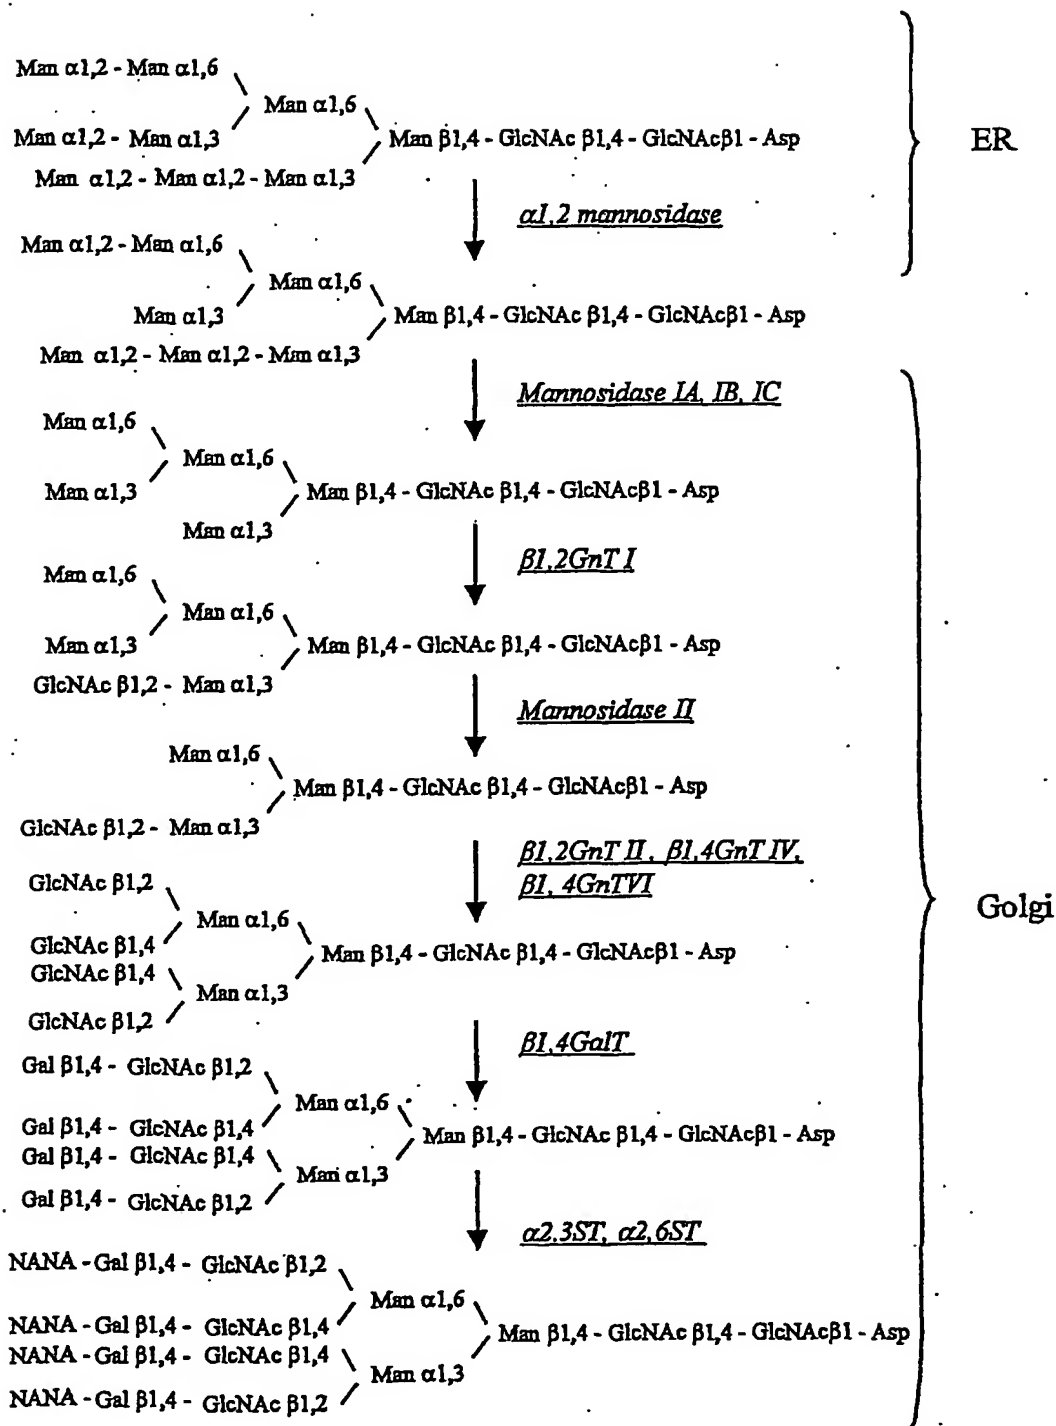 Man α1,2 - Man α1,6
Man α1,6
Man α1,2 - Man α1,3
Man β1,4 - GlcNAc β1,4 - GlcNAcβ1 - Asp
ER
Man α1,2 - Man α1,2 - Man α1,3
α1,2 mannosidase
Man α1,2 - Man α1,6
Man α1,6
Man α1,3
Man β1,4 - GlcNAc β1,4 - GlcNAcβ1 - Asp
Man α1,2 - Man α1,2 - Man α1,3
Mannosidase IA, IB, IC
Man α1,6
Man α1,6
Man α1,3
Man β1,4 - GlcNAc β1,4 - GlcNAcβ1 - Asp
Man α1,3
β1,2GnT I
Man α1,6
Man α1,6
Man α1,3
Man β1,4 - GlcNAc β1,4 - GlcNAcβ1 - Asp
GlcNAc β1,2 - Man α1,3
Mannosidase II
Man α1,6
Man β1,4 - GlcNAc β1,4 - GlcNAcβ1 - Asp
GlcNAc β1,2 - Man α1,3
β1,2GnT II, β1,4GnT IV,
β1, 4GnTVI
GlcNAc β1,2
Man α1,6
Golgi
GlcNAc β1,4
Man β1,4 - GlcNAc β1,4 - GlcNAcβ1 - Asp
GlcNAc β1,4
Man α1,3
GlcNAc β1,2
β1,4GalT
Gal β1,4 - GlcNAc β1,2
Man α1,6
Gal β1,4 - GlcNAc β1,4
Man β1,4 - GlcNAc β1,4 - GlcNAcβ1 - Asp
Gal β1,4 - GlcNAc β1,4
Man α1,3
Gal β1,4 - GlcNAc β1,2
α2,3ST, α2,6ST
NANA - Gal β1,4 - GlcNAc β1,2
Man α1,6
NANA - Gal β1,4 - GlcNAc β1,4
Man β1,4 - GlcNAc β1,4 - GlcNAcβ1 - Asp
NANA - Gal β1,4 - GlcNAc β1,4
Man α1,3
NANA - Gal β1,4 - GlcNAc β1,2